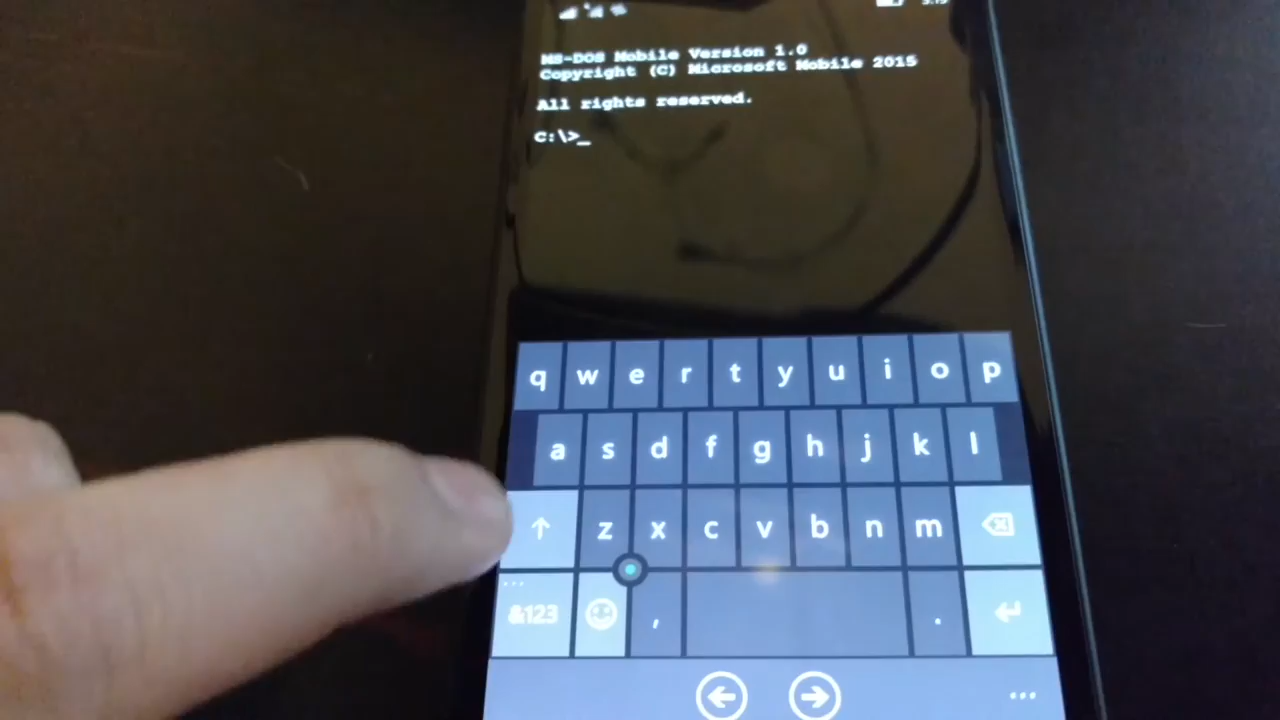 MS-DOS Mobile Version 1.0
Copyright (C) Microsoft Mobile 2015
All rights reserved.
C:\>_
q w e r t y u i o p
a s d f g h j k l
z x c v b n m
&123 , .